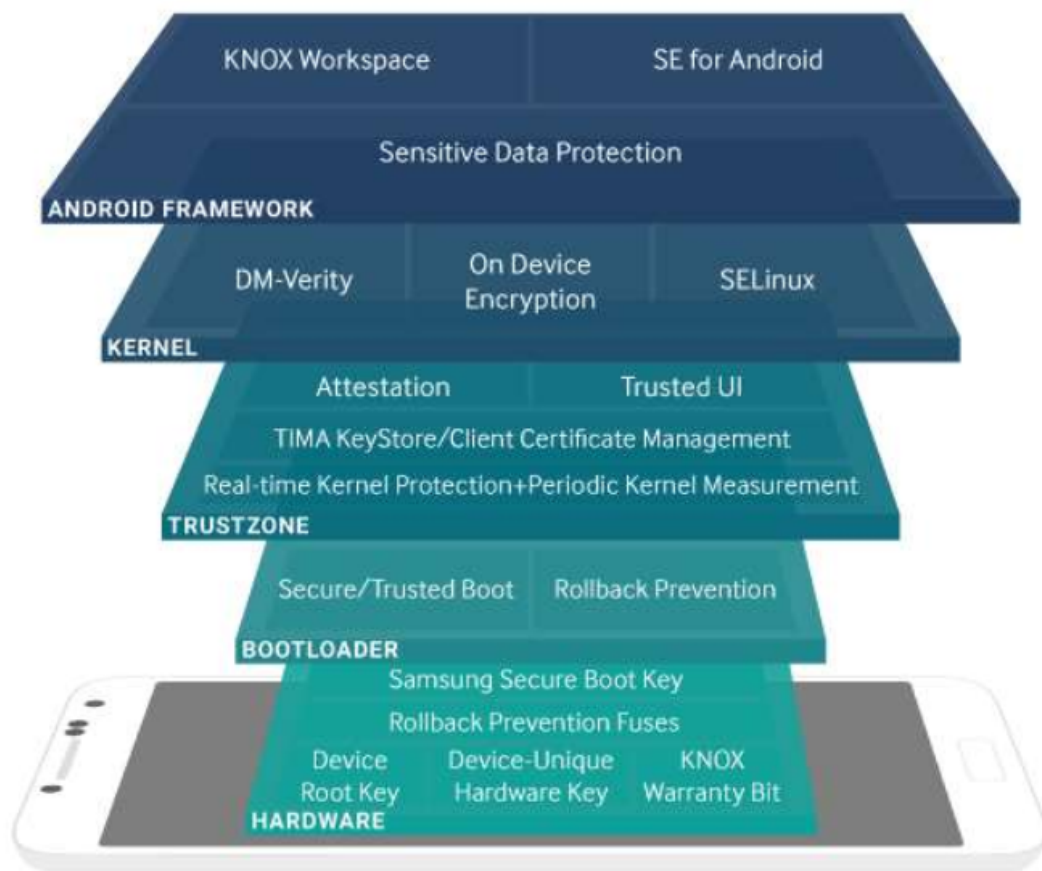 KNOX Workspace
SE for Android
Sensitive Data Protection
ANDROID FRAMEWORK
DM-Verity
On Device
Encryption
SELinux
KERNEL
Attestation
Trusted UI
TIMA KeyStore/Client Certificate Management
Real-time Kernel Protection+Periodic Kernel Measurement
TRUSTZONE
Secure/Trusted Boot
Rollback Prevention
BOOTLOADER
Samsung Secure Boot Key
Rollback Prevention Fuses
Device
Root Key
Device-Unique
Hardware Key
KNOX
Warranty Bit
HARDWARE